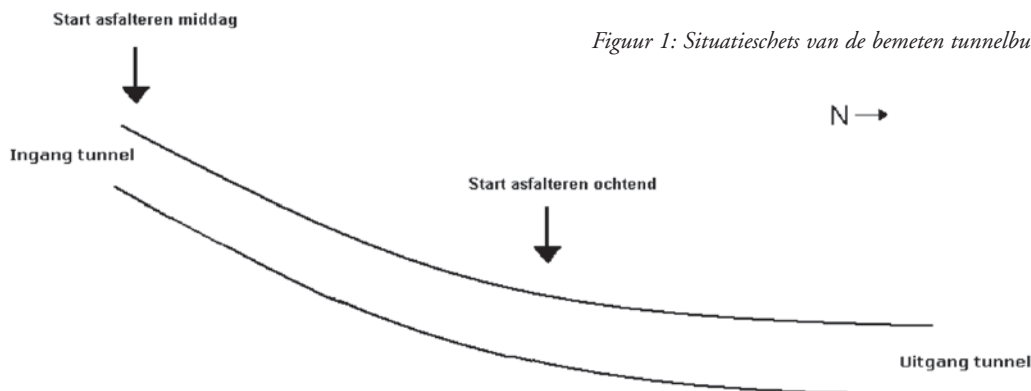 Start asfalteren middag
Figuur 1: Situatieschets van de bemeten tunnelbu
N
Ingang tunnel
Start asfalteren ochtend
Uitgang tunnel